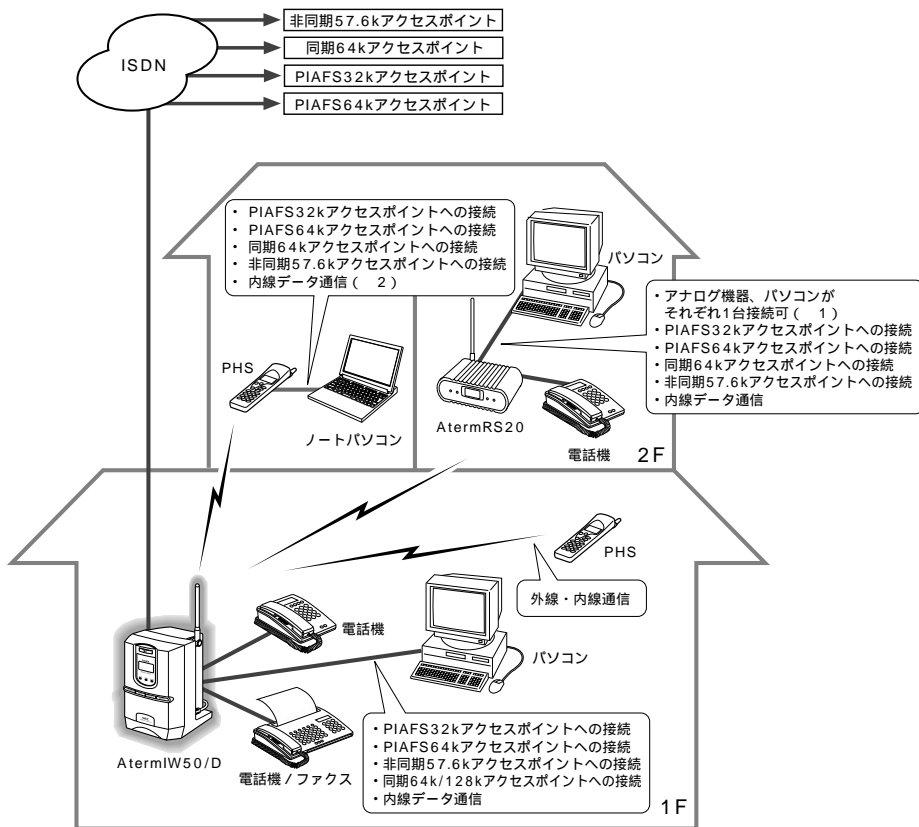 非同期57.6kアクセスポイント
同期64kアクセスポイント
ISDN
PIAFS32kアクセスポイント
PIAFS64kアクセスポイント
・ PIAFS32kアクセスポイントへの接続
・ PIAFS64kアクセスポイントへの接続
・ 同期64kアクセスポイントへの接続
・ 非同期57.6kアクセスポイントへの接続
・ 内線データ通信（　2）
パソコン
・アナログ機器、パソコンが
それぞれ1台接続可（　1）
・PIAFS32kアクセスポイントへの接続
・PIAFS64kアクセスポイントへの接続
・同期64kアクセスポイントへの接続
・非同期57.6kアクセスポイントへの接続
・内線データ通信
PHS
ノートパソコン
AtermRS20
電話機
2F
PHS
外線・内線通信
電話機
パソコン
AtermIW50/D
電話機/ファクス
・PIAFS32kアクセスポイントへの接続
・PIAFS64kアクセスポイントへの接続
・非同期57.6kアクセスポイントへの接続
・同期64k/128kアクセスポイントへの接続
・内線データ通信
1F